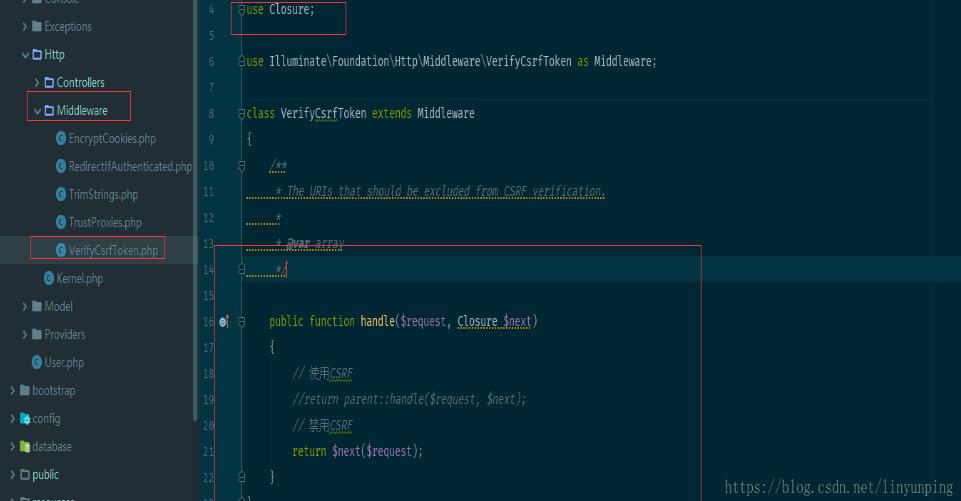 Console
Exceptions
Http
Controllers
Middleware
EncryptCookies.php
RedirectIfAuthenticated.php
TrimStrings.php
TrustProxies.php
VerifyCsrfToken.php
Kernel.php
Model
Providers
User.php
bootstrap
config
database
public
resources
4 use Closure;
5
6 use Illuminate\Foundation\Http\Middleware\VerifyCsrfToken as Middleware;
7
8 class VerifyCsrfToken extends Middleware
9 {
10 /**
11 * The URIs that should be excluded from CSRF verification.
12 *
13 * @var array
14 */
15
16 public function handle($request, Closure $next)
17 {
18 // 使用CSRF
19 //return parent::handle($request, $next);
20 // 禁用CSRF
21 return $next($request);
22 }
}
https://blog.csdn.net/linyunping